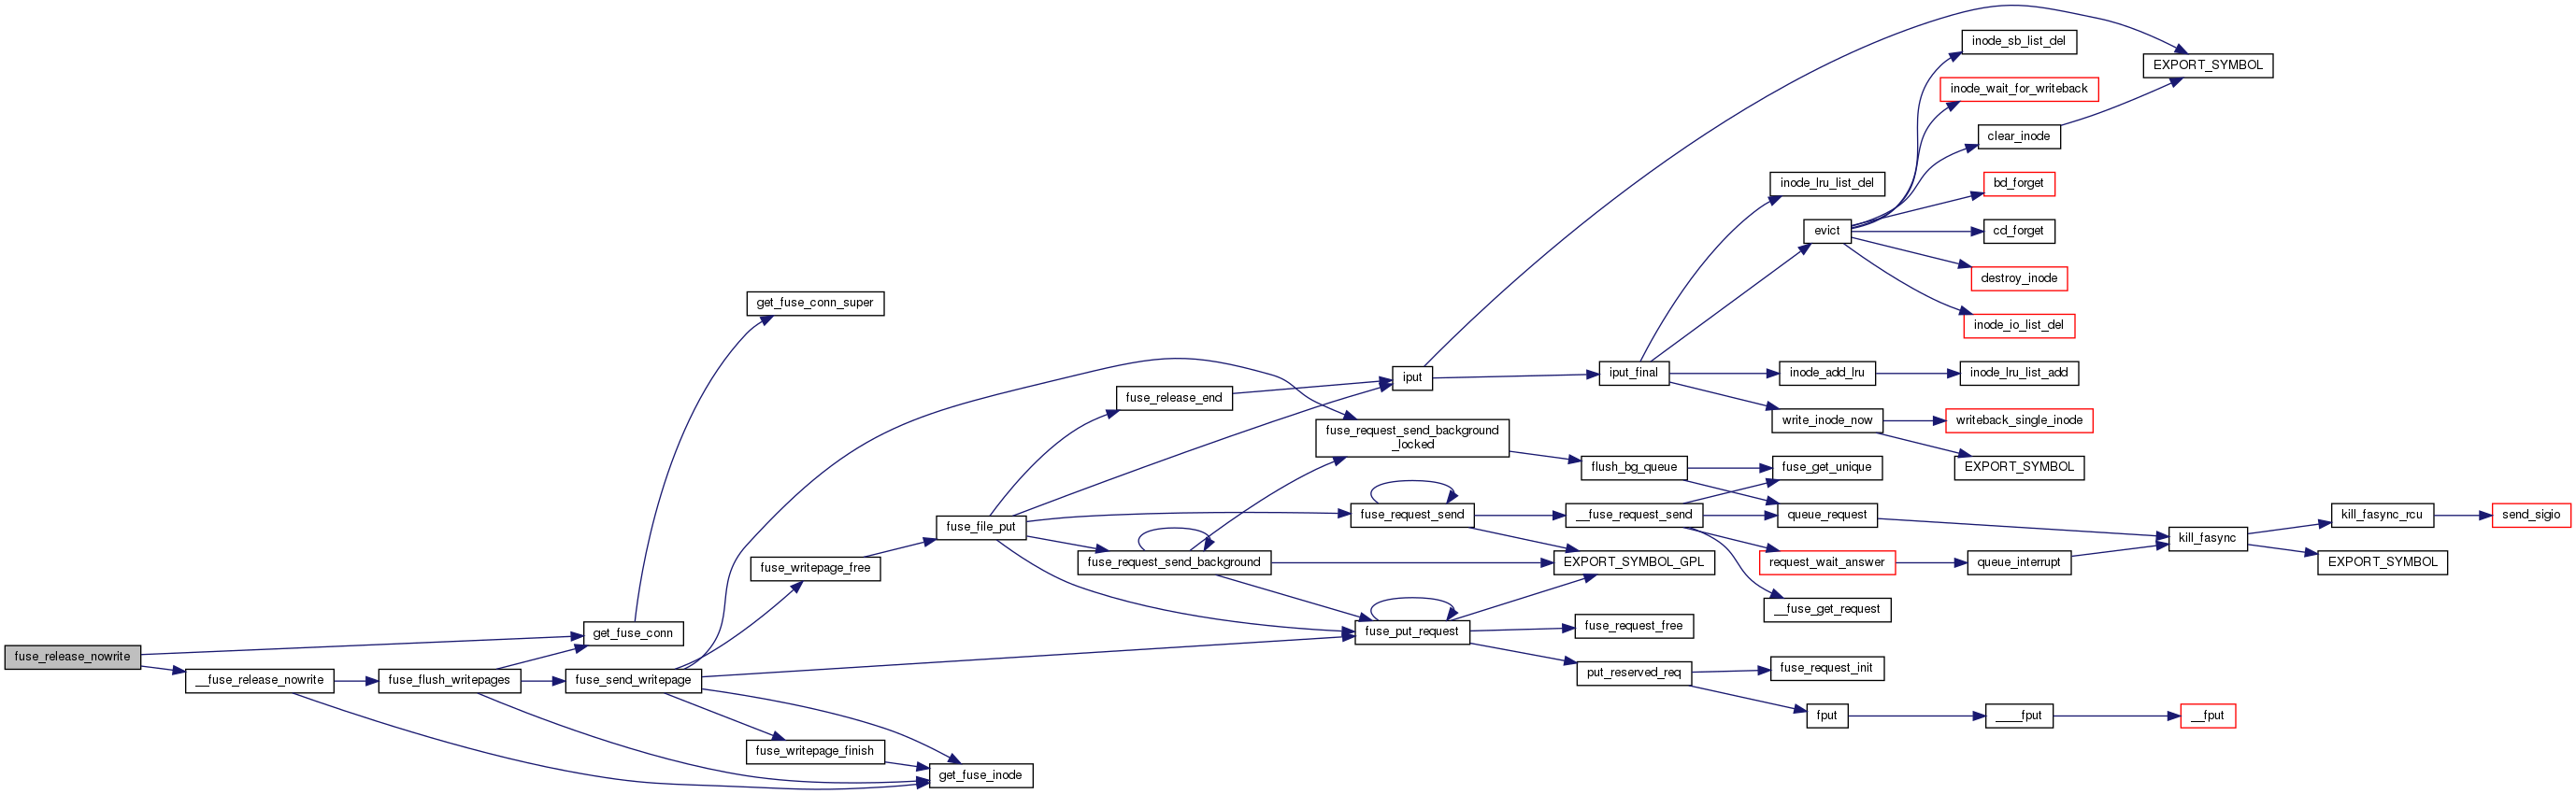 inode_sb_list_del
EXPORT_SYMBOL
inode_wait_for_writeback
clear_inode
inode_lru_list_del
bd_forget
evict
cd_forget
destroy_inode
get_fuse_conn_super
inode_io_list_del
iput
iput_final
inode_add_lru
inode_lru_list_add
fuse_release_end
write_inode_now
writeback_single_inode
fuse_request_send_background
_locked
flush_bg_queue
fuse_get_unique
EXPORT_SYMBOL
fuse_file_put
fuse_request_send
__fuse_request_send
queue_request
kill_fasync_rcu
send_sigio
kill_fasync
fuse_writepage_free
fuse_request_send_background
EXPORT_SYMBOL_GPL
request_wait_answer
queue_interrupt
EXPORT_SYMBOL
__fuse_get_request
get_fuse_conn
fuse_put_request
fuse_request_free
fuse_release_nowrite
__fuse_release_nowrite
fuse_flush_writepages
fuse_send_writepage
put_reserved_req
fuse_request_init
fput
____fput
__fput
fuse_writepage_finish
get_fuse_inode